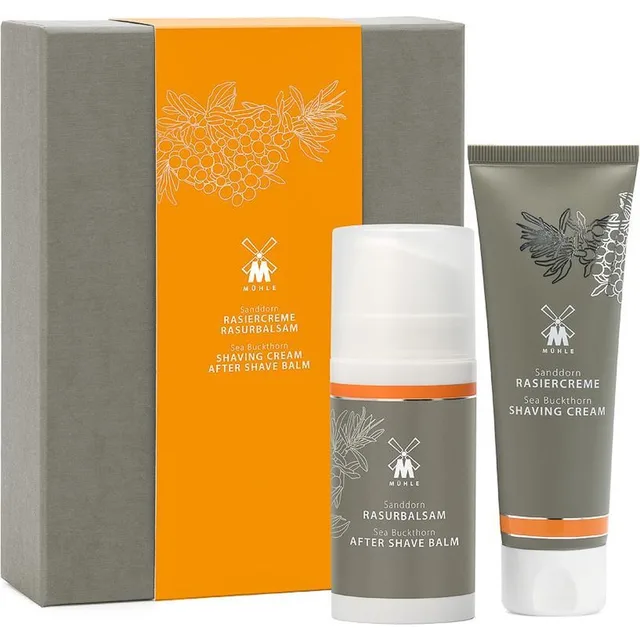 MÜHLE
Sanddorn
RASIERCREME
RASURBALSAM
Sea Buckthorn
SHAVING CREAM
AFTER SHAVE BALM
MÜHLE
Sanddorn
RASURBALSAM
Sea Buckthorn
AFTER SHAVE BALM
MÜHLE
Sanddorn
RASIERCREME
Sea Buckthorn
SHAVING CREAM